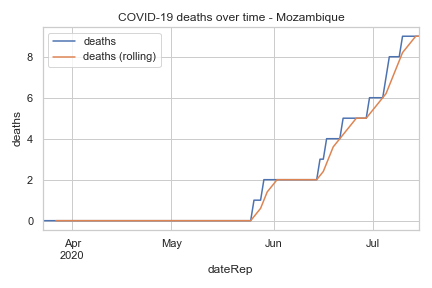 COVID-19 deaths over time - Mozambique
deaths
deaths (rolling)
deaths
8
6
4
2
0
Apr
2020
May
Jun
Jul
dateRep